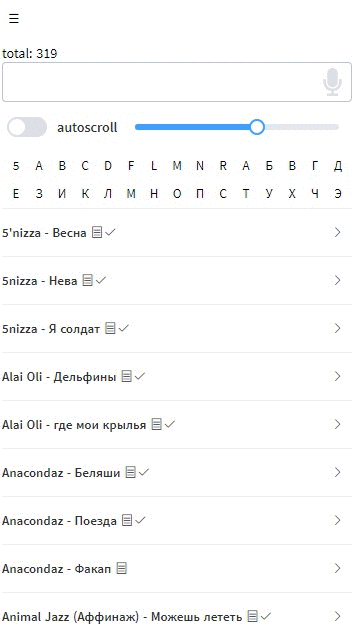 total: 319
autoscroll
5 A B C D F L M N R А Б В Г Д
Е З И К Л М Н О П С Т У Х Ч Э
5'nizza - Весна
5nizza - Нева
5nizza - Я солдат
Alai Oli - Дельфины
Alai Oli - где мои крылья
Anacondaz - Беляши
Anacondaz - Поезда
Anacondaz - Факап
Animal Jazz (Аффинаж) - Можешь лететь